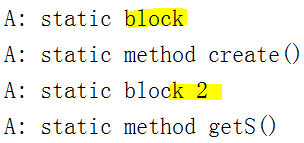 A: static block
A: static method create()
A: static block 2
A: static method getS()